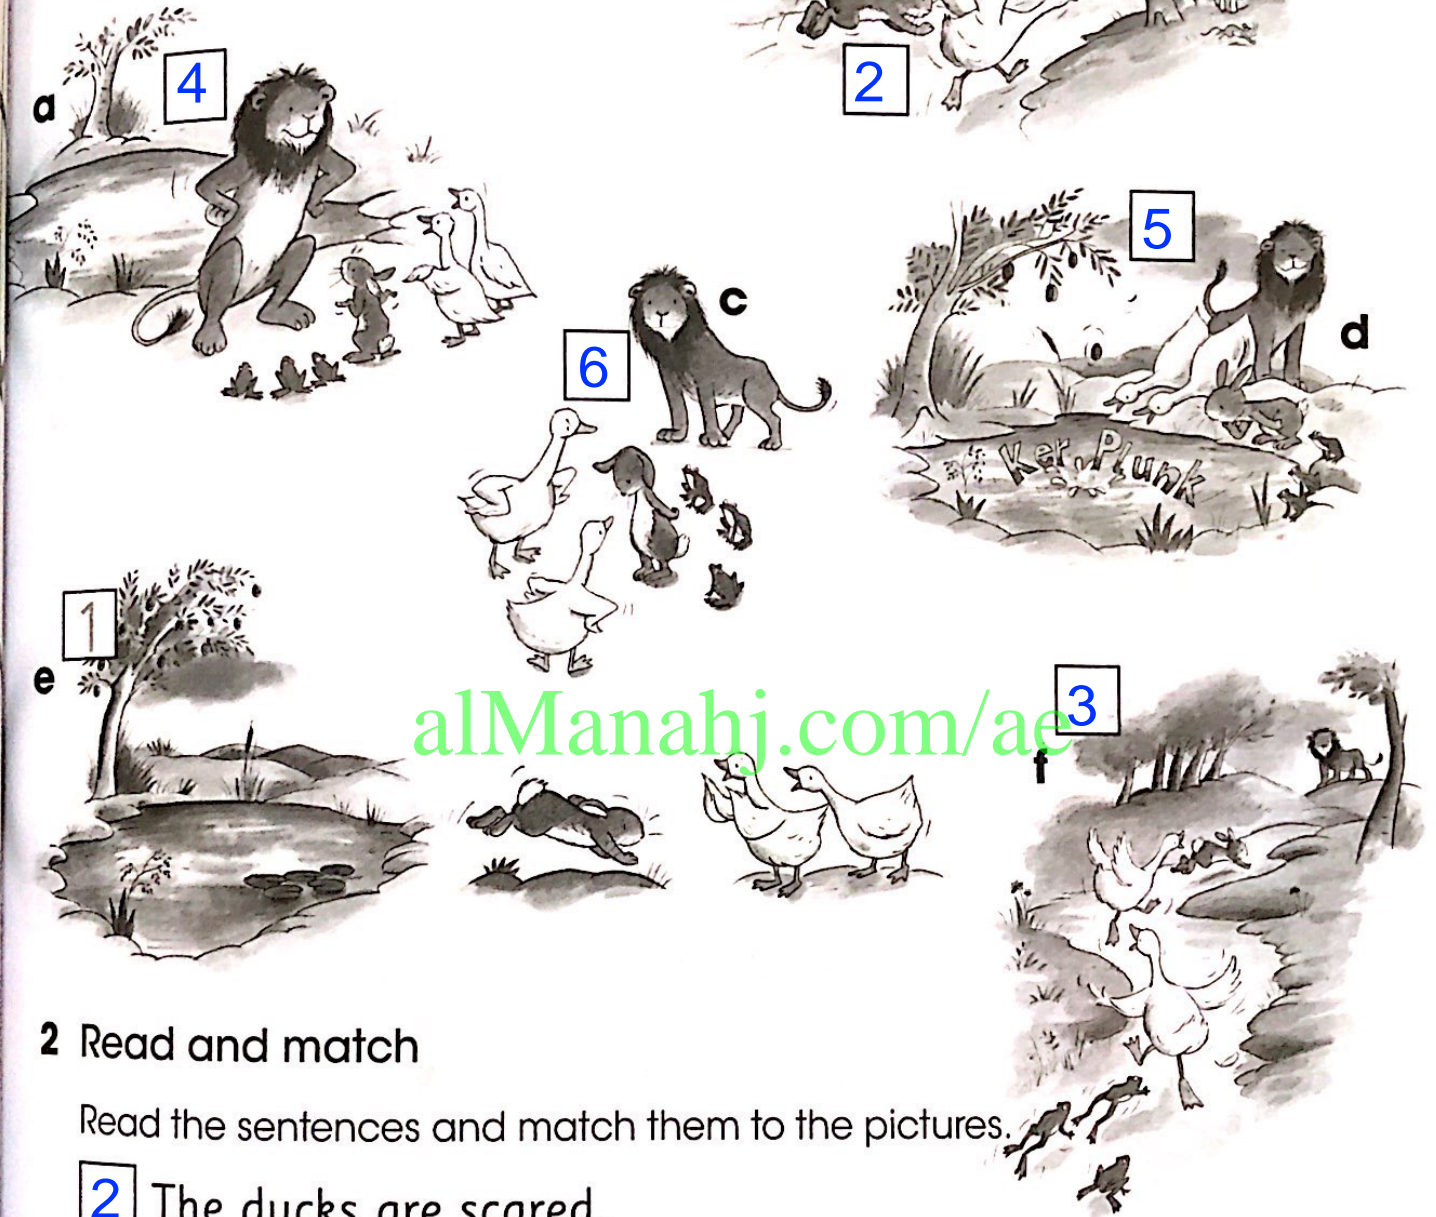 2
4
a
5
c
d
6
Ker Plunk
1
e
3
alManahj.com/ae
f
2 Read and match
Read the sentences and match them to the pictures.
2 The ducks are scared